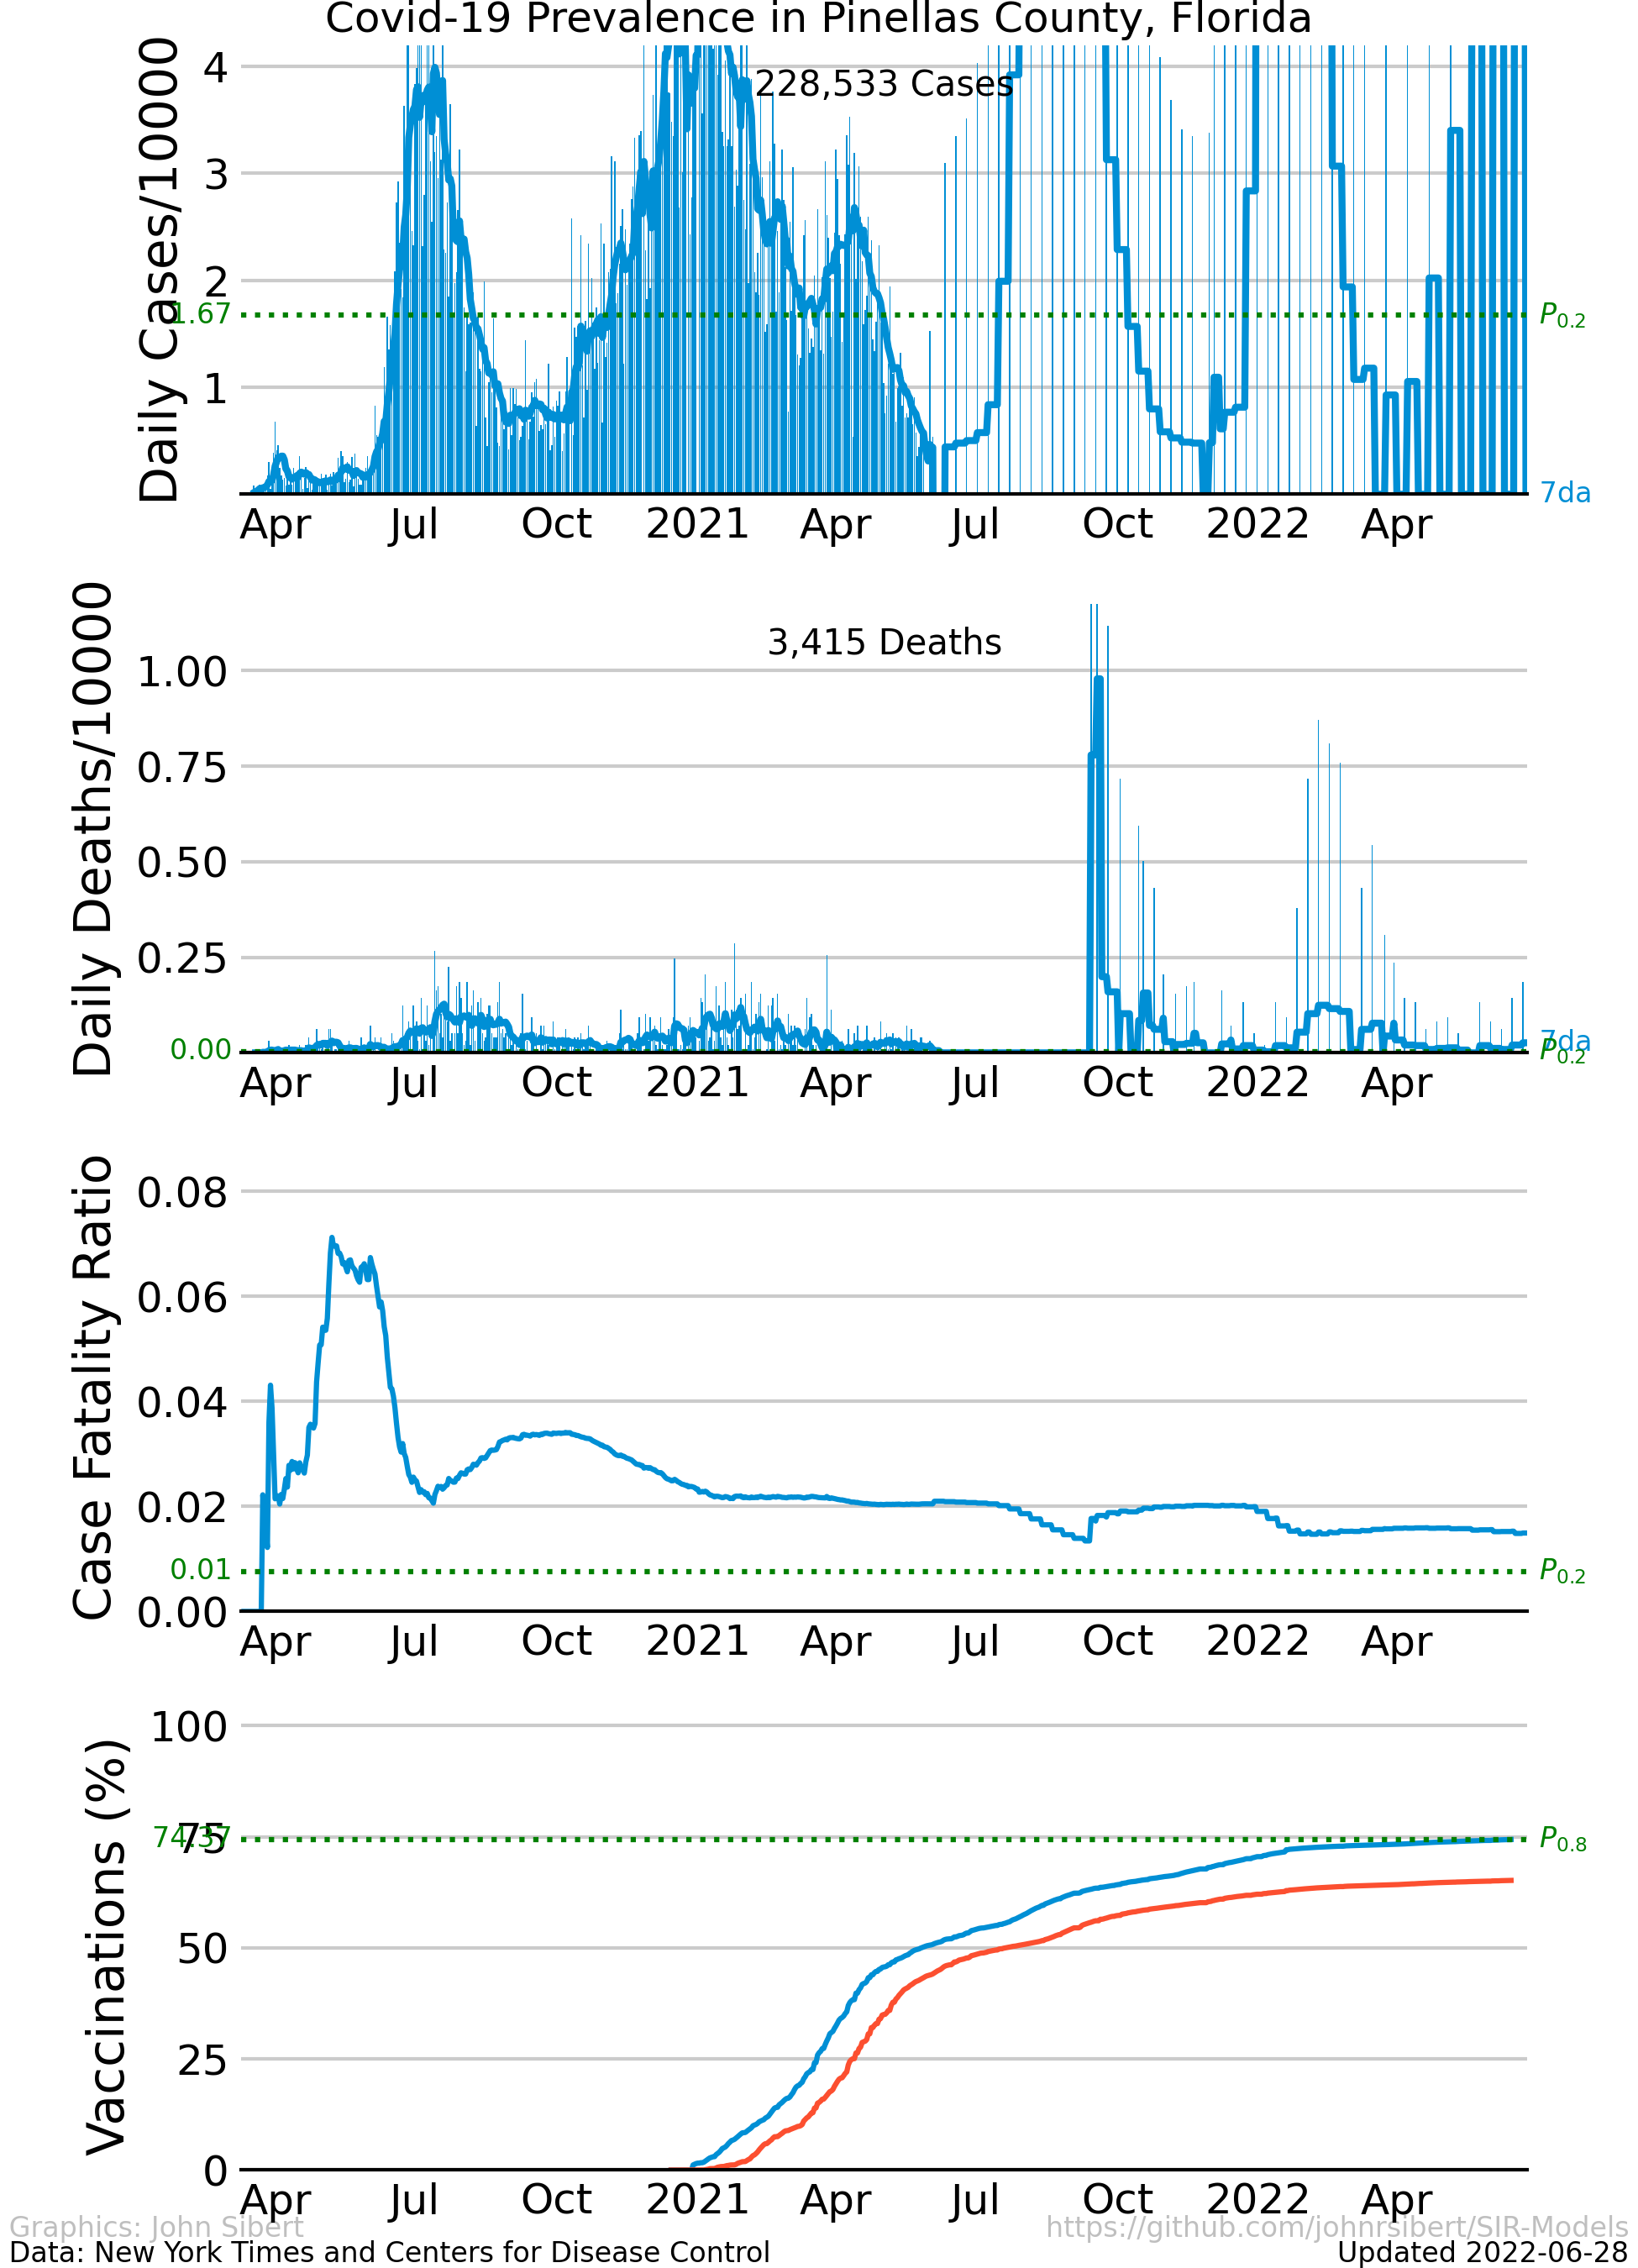 Covid-19 Prevalence in Pinellas County, Florida
Daily Cases/10000
4
3
2
1
1.67
228,533 Cases
P0.2
7da
Apr Jul Oct 2021 Apr Jul Oct 2022 Apr
Daily Deaths/10000
1.00
0.75
0.50
0.25
0.00
3,415 Deaths
7da
P0.2
Apr Jul Oct 2021 Apr Jul Oct 2022 Apr
Case Fatality Ratio
0.08
0.06
0.04
0.02
0.01
0.00
P0.2
Apr Jul Oct 2021 Apr Jul Oct 2022 Apr
Vaccinations (%)
100
75
74.37
50
25
0
P0.8
Apr Jul Oct 2021 Apr Jul Oct 2022 Apr
Graphics: John Sibert
https://github.com/johnrsibert/SIR-Models
Data: New York Times and Centers for Disease Control
Updated 2022-06-28